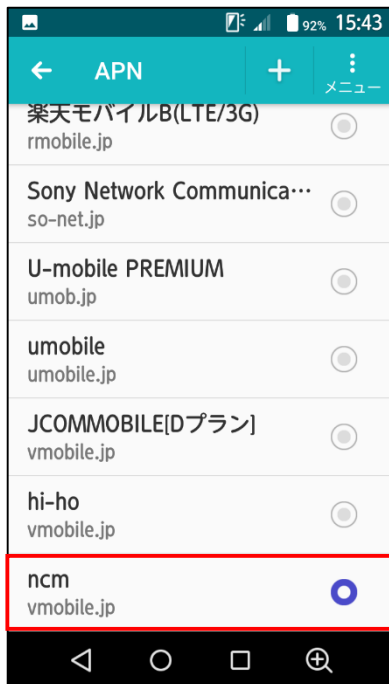 92% 15:43
APN
メニュー
楽天モバイルB(LTE/3G)
rmobile.jp
Sony Network Communica…
so-net.jp
U-mobile PREMIUM
umob.jp
umobile
umobile.jp
JCOMMOBILE[Dプラン]
vmobile.jp
hi-ho
vmobile.jp
ncm
vmobile.jp